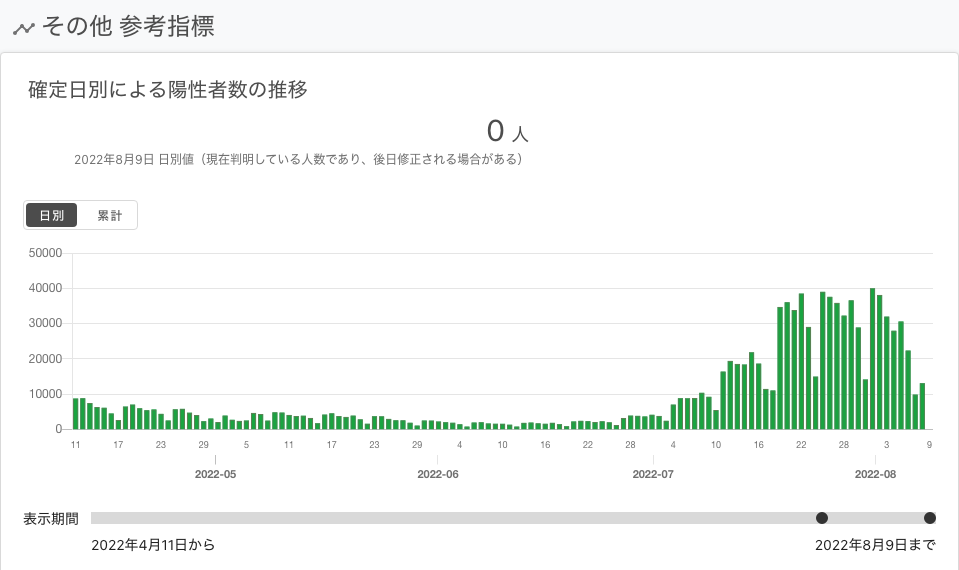 その他 参考指標
確定日別による陽性者数の推移
0 人
2022年8月9日 日別値（現在判明している人数であり、後日修正される場合がある）
日別 累計
50000
40000
30000
20000
10000
0
11 17 23 29 5 11 17 23 29 4 10 16 22 28 4 10 16 22 28 3 9
2022-05 2022-06 2022-07 2022-08
表示期間
2022年4月11日から 2022年8月9日まで